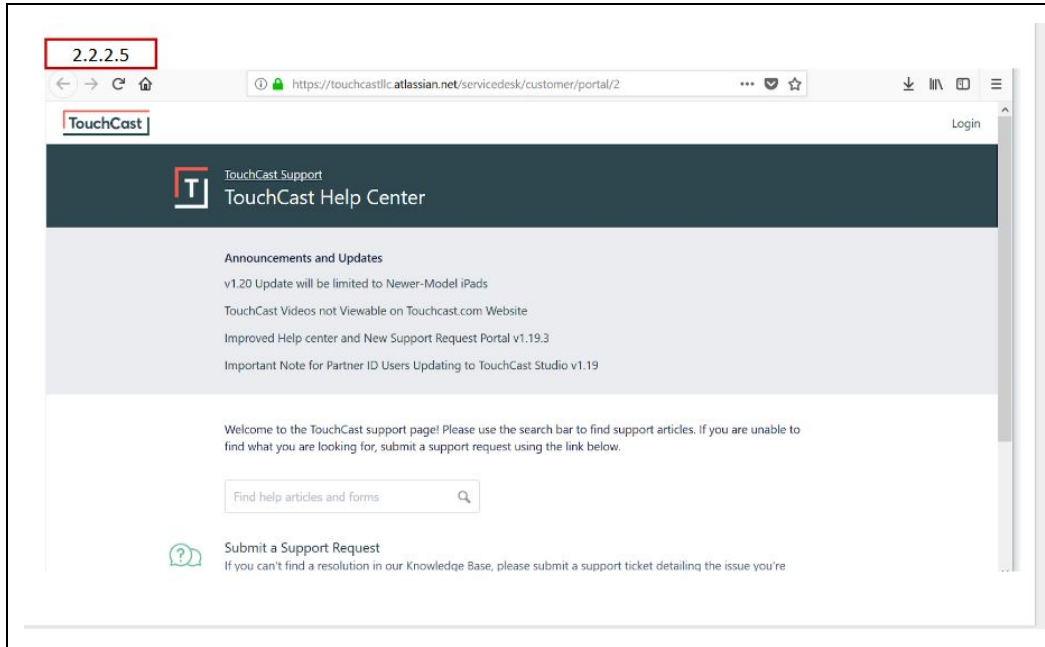 2.2.2.5
https://touchcastllc.atlassian.net/servicedesk/customer/portal/2
TouchCast
Login
T
TouchCast Support
TouchCast Help Center
Announcements and Updates
v1.20 Update will be limited to Newer-Model iPads
TouchCast Videos not Viewable on Touchcast.com Website
Improved Help center and New Support Request Portal v1.19.3
Important Note for Partner ID Users Updating to TouchCast Studio v1.19
Welcome to the TouchCast support page! Please use the search bar to find support articles. If you are unable to
find what you are looking for, submit a support request using the link below.
Find help articles and forms
Submit a Support Request
If you can't find a resolution in our Knowledge Base, please submit a support ticket detailing the issue you're